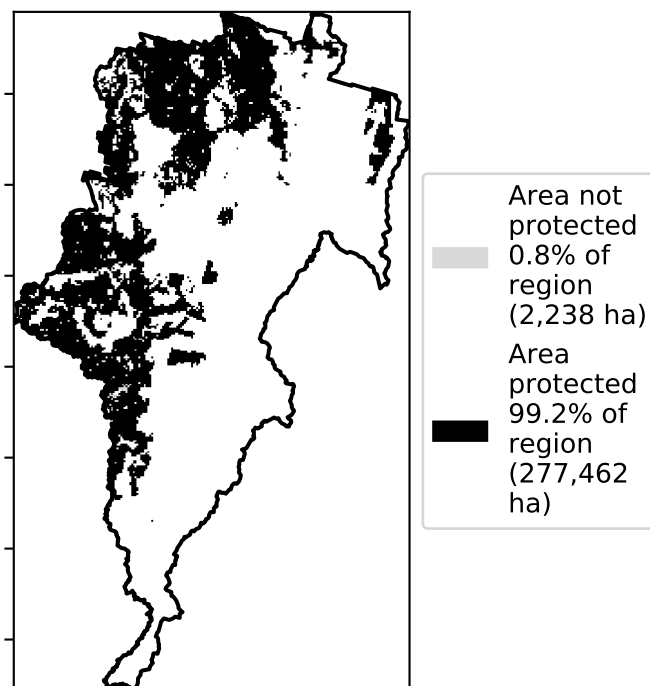 Area not
protected
0.8% of
region
(2,238 ha)
Area
protected
99.2% of
region
(277,462
ha)